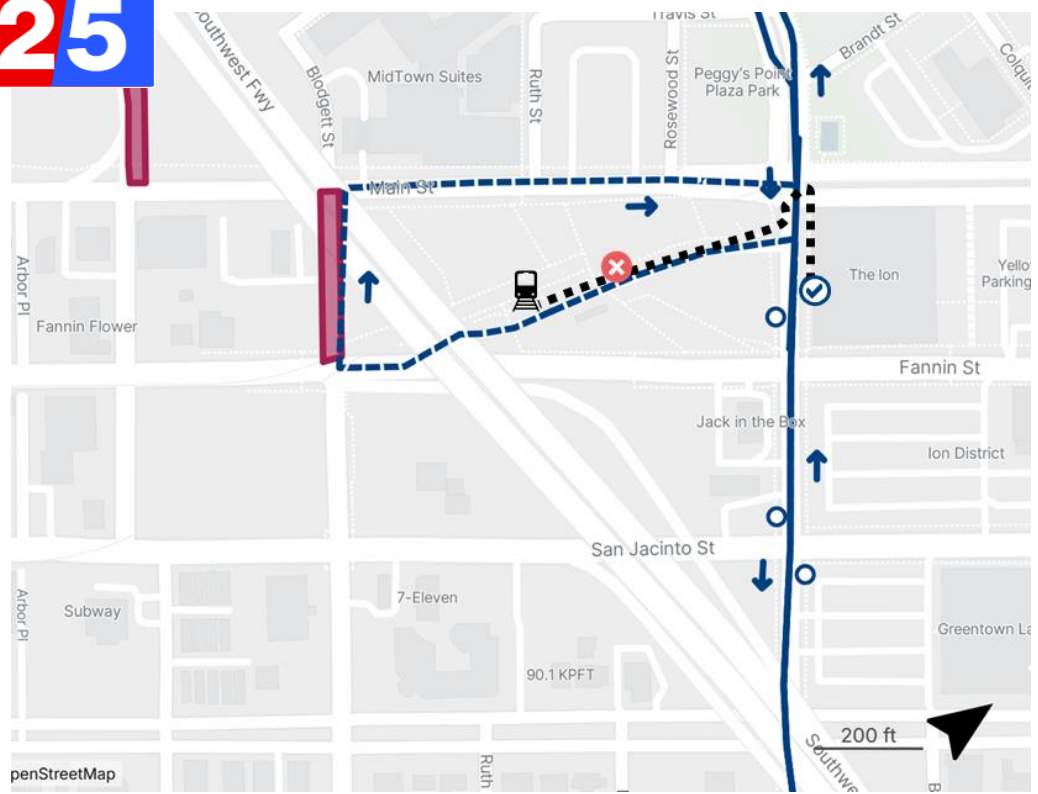 25
Travis St
Southwest Fwy
Blodgett St
MidTown Suites
Ruth St
Rosewood St
Peggy's Point
Plaza Park
Brandt St
Main St
Arbor Pl
Fannin Flower
The Ion
Parking
Fannin St
Jack in the Box
Ion District
San Jacinto St
Arbor Pl
Subway
7-Eleven
Greentown
90.1 KPFT
200 ft
Ruth
penStreetMap